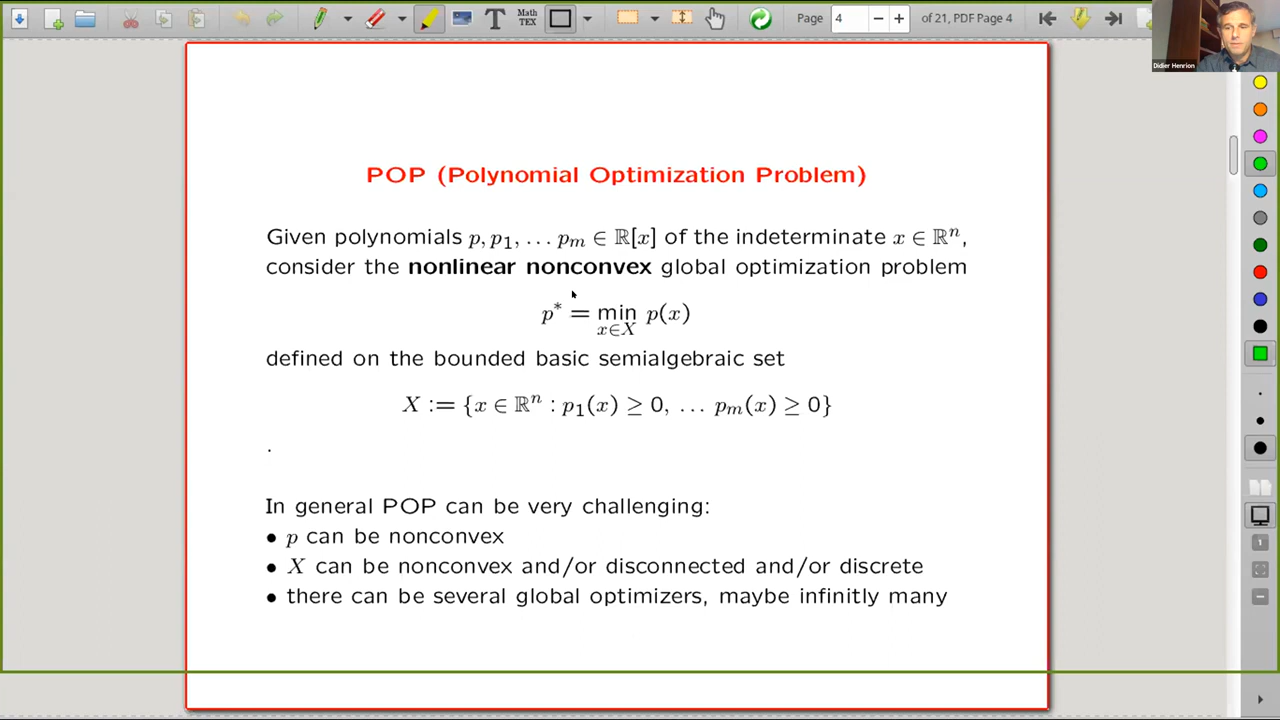 Math
TEX
T
Page 4 of 21, PDF Page 4
Didier Henrion
POP (Polynomial Optimization Problem)
Given polynomials p, p₁, … pₘ ∈ ℝ[x] of the indeterminate x ∈ ℝⁿ,
consider the nonlinear nonconvex global optimization problem
p* = min p(x)
x∈X
defined on the bounded basic semialgebraic set
X := {x ∈ ℝⁿ : p₁(x) ≥ 0, … pₘ(x) ≥ 0}
.
In general POP can be very challenging:
• p can be nonconvex
• X can be nonconvex and/or disconnected and/or discrete
• there can be several global optimizers, maybe infinitly many